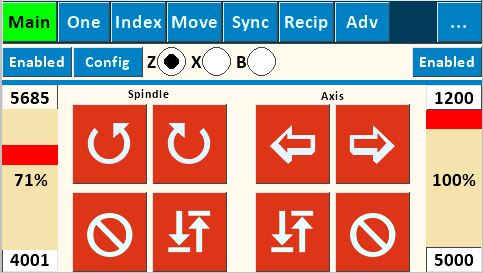 Main One Index Move Sync Recip Adv ...
Enabled Config Z X B Enabled
5685 Spindle Axis 1200
71% 100%
4001 5000